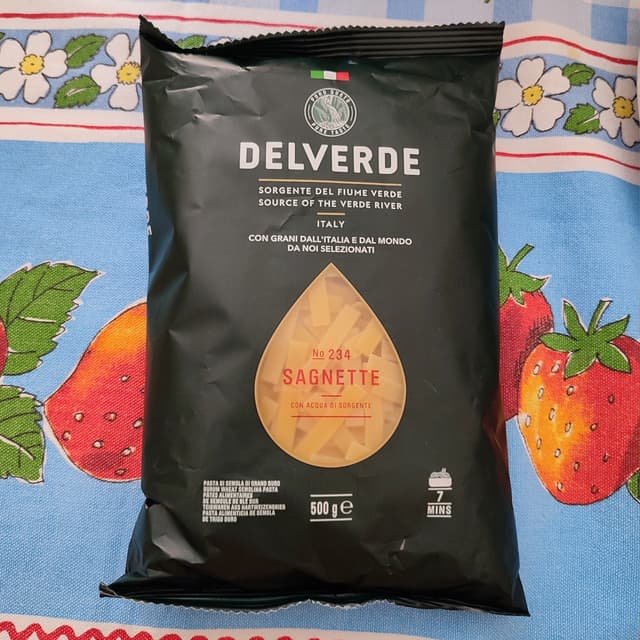 DELVERDE
SORGENTE DEL FIUME VERDE
SOURCE OF THE VERDE RIVER
ITALY
CON GRANI DALL'ITALIA E DAL MONDO
DA NOI SELEZIONATI
No 234
SAGNETTE
CON ACQUA DI SORGENTE
PASTA DI SEMOLA DI GRANO DURO
DURUM WHEAT SEMOLINA PASTA
PÂTES ALIMENTAIRES
DE SEMOULE DE BLÉ DUR
TEIGWAREN AUS HARTWEIZENGRIESS
PASTA ALIMENTICIA DE SÉMOLA
DE TRIGO DURO
500 g e
7
MINS